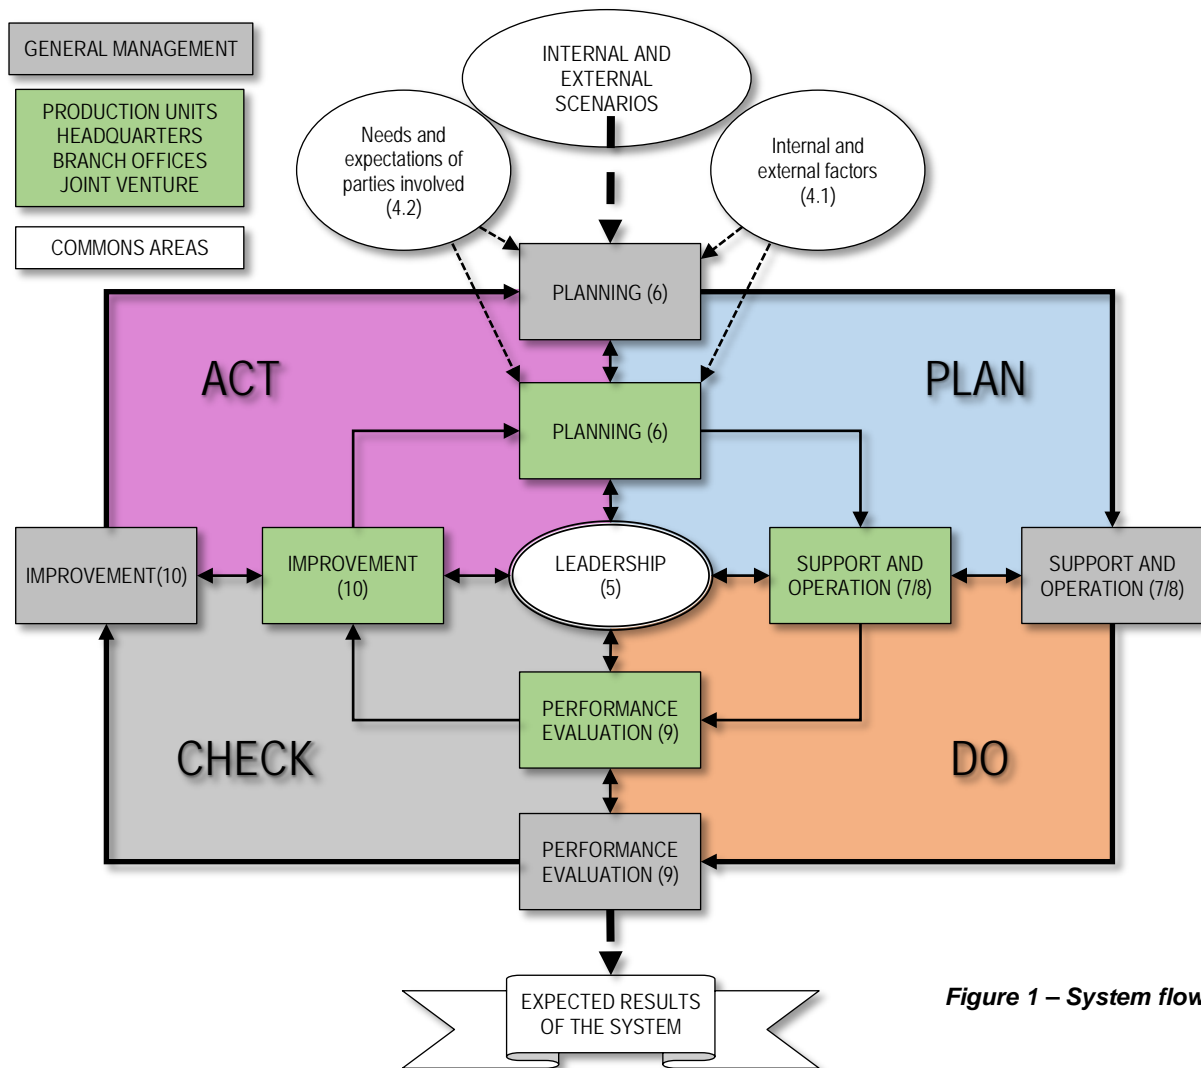 GENERAL MANAGEMENT
PRODUCTION UNITS
HEADQUARTERS
BRANCH OFFICES
JOINT VENTURE
COMMONS AREAS
INTERNAL AND
EXTERNAL
SCENARIOS
Needs and
expectations of
parties involved
(4.2)
Internal and
external factors
(4.1)
PLANNING (6)
ACT
PLAN
PLANNING (6)
IMPROVEMENT(10)
IMPROVEMENT
(10)
LEADERSHIP
(5)
SUPPORT AND
OPERATION (7/8)
SUPPORT AND
OPERATION (7/8)
PERFORMANCE
EVALUATION (9)
CHECK
DO
PERFORMANCE
EVALUATION (9)
EXPECTED RESULTS
OF THE SYSTEM
Figure 1 – System flow